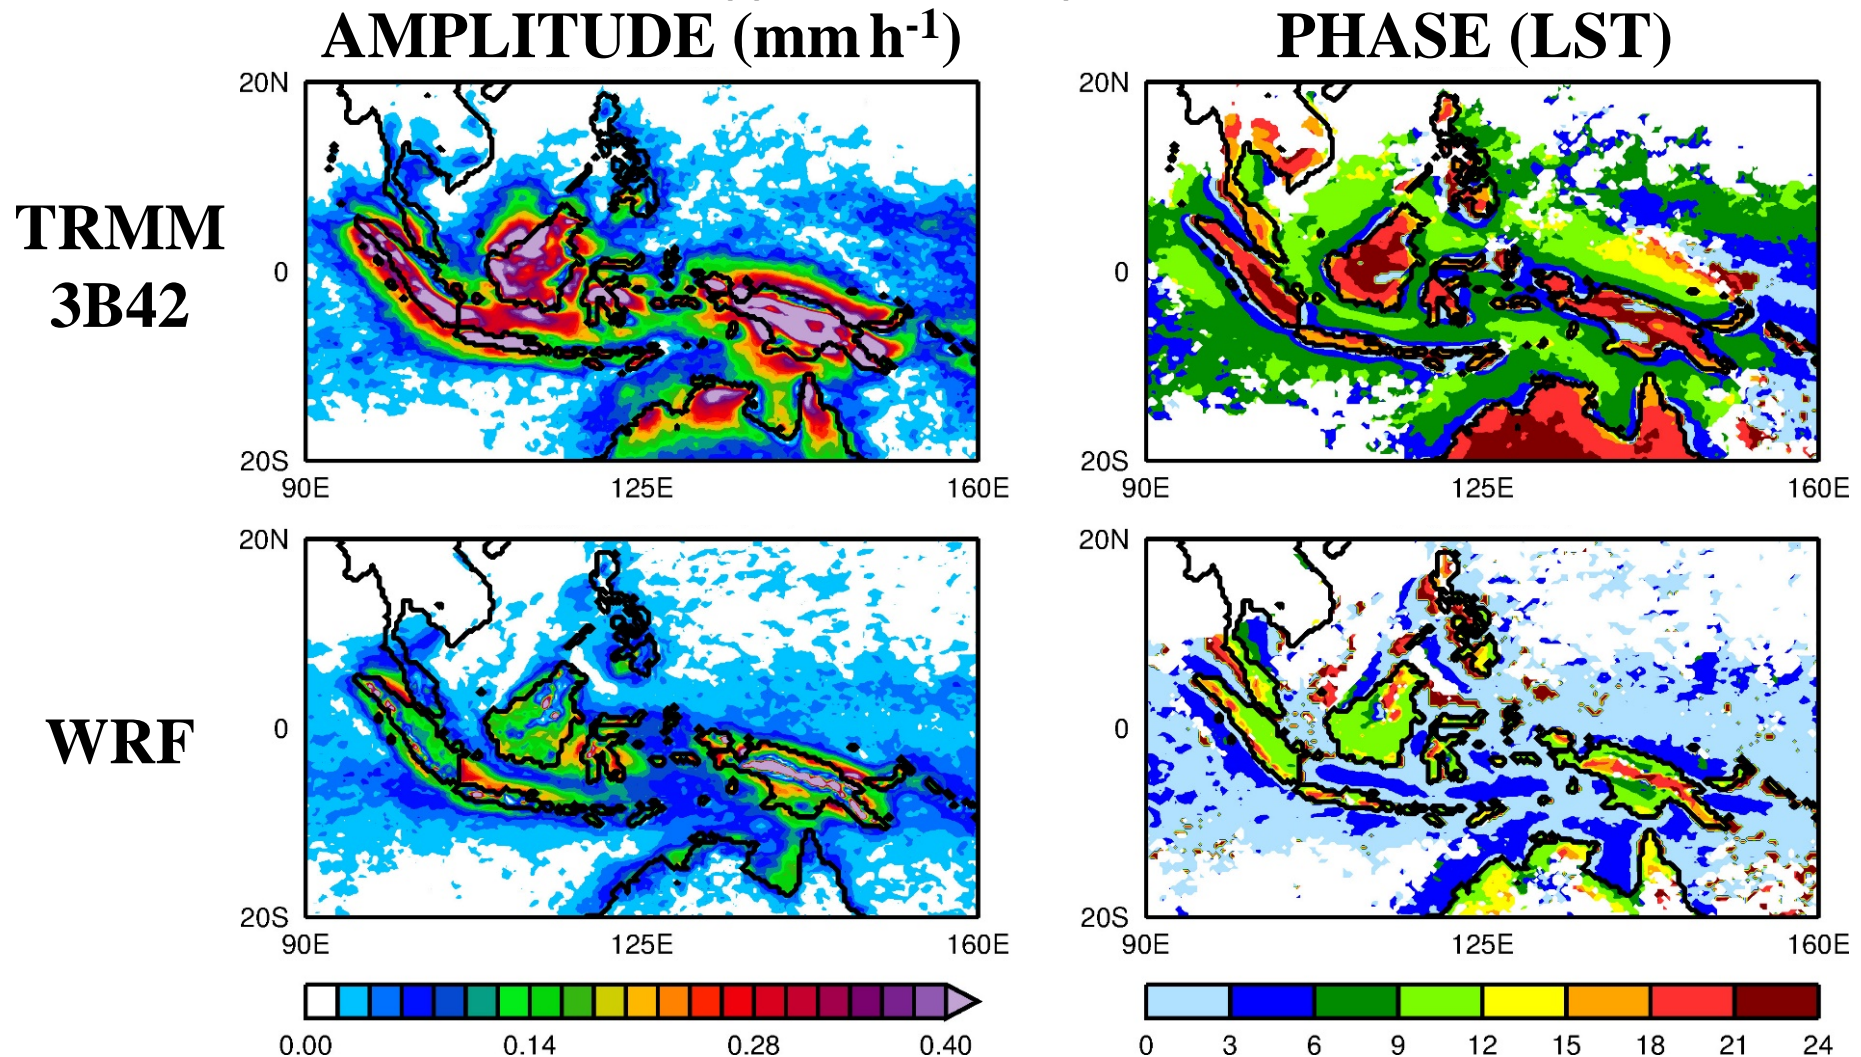 AMPLITUDE (mm h-1) PHASE (LST)
20N 20N
TRMM
3B42
0 0
20S 20S
90E 125E 160E 90E 125E 160E
20N 20N
WRF
0 0
20S 20S
90E 125E 160E 90E 125E 160E
0.00 0.14 0.28 0.40 0 3 6 9 12 15 18 21 24